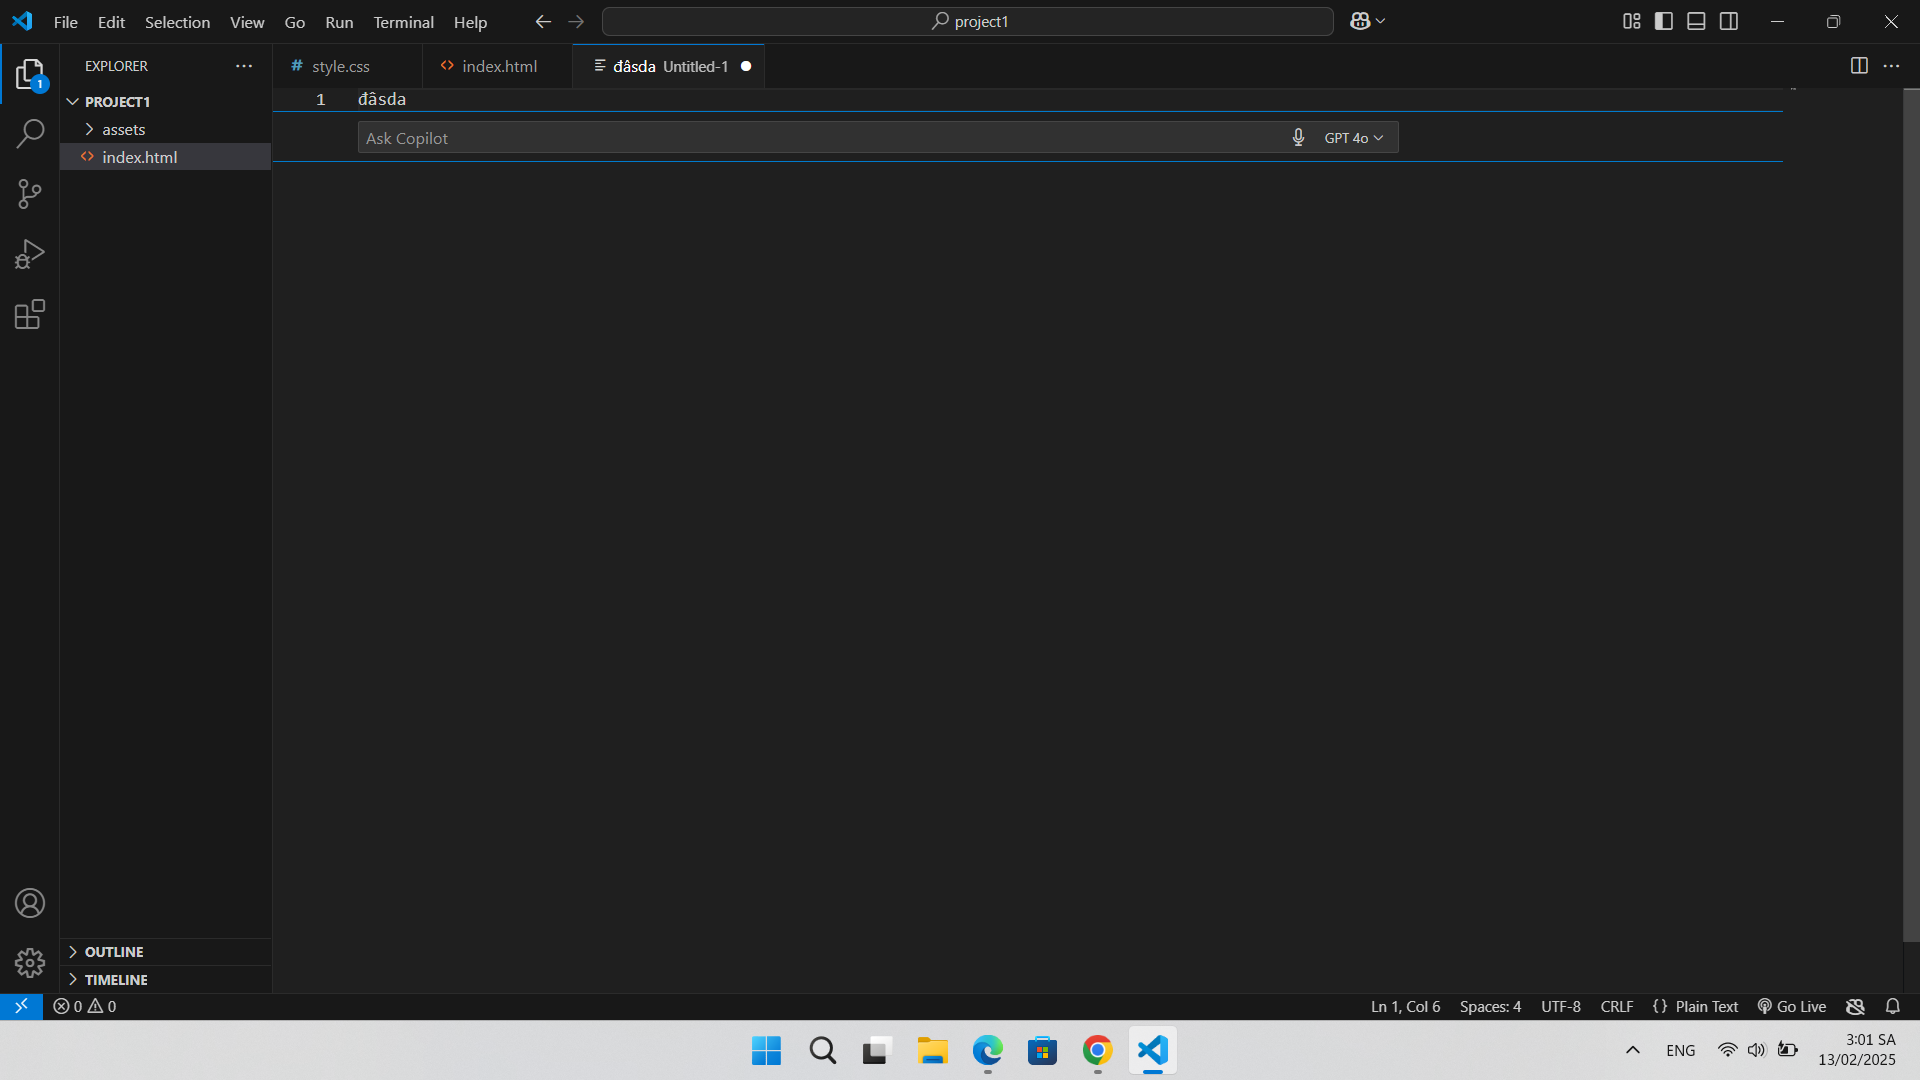 File Edit Selection View Go Run Terminal Help
project1
EXPLORER
style.css
index.html
đâsda Untitled-1
1
PROJECT1
assets
index.html
1 đâsda
Ask Copilot
GPT 4o
OUTLINE
TIMELINE
0 0
Ln 1, Col 6 Spaces: 4 UTF-8 CRLF {} Plain Text Go Live
ENG
3:01 SA
13/02/2025